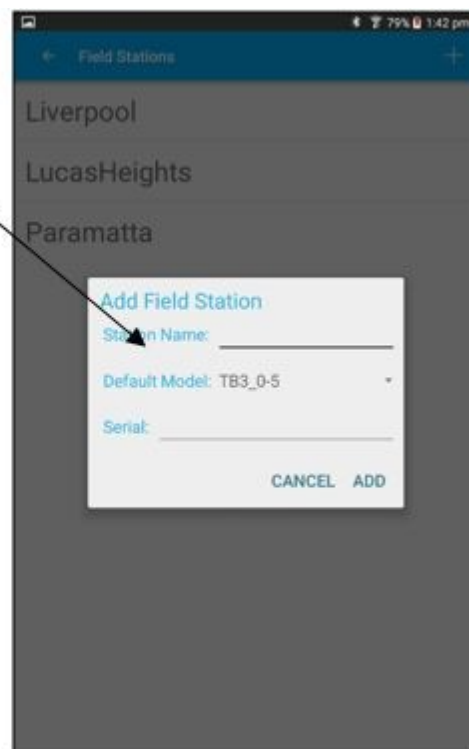 79% 1:42 pm
Field Stations
Liverpool
LucasHeights
Paramatta
Add Field Station
Station Name:
Default Model: TB3_0-5
Serial:
CANCEL ADD